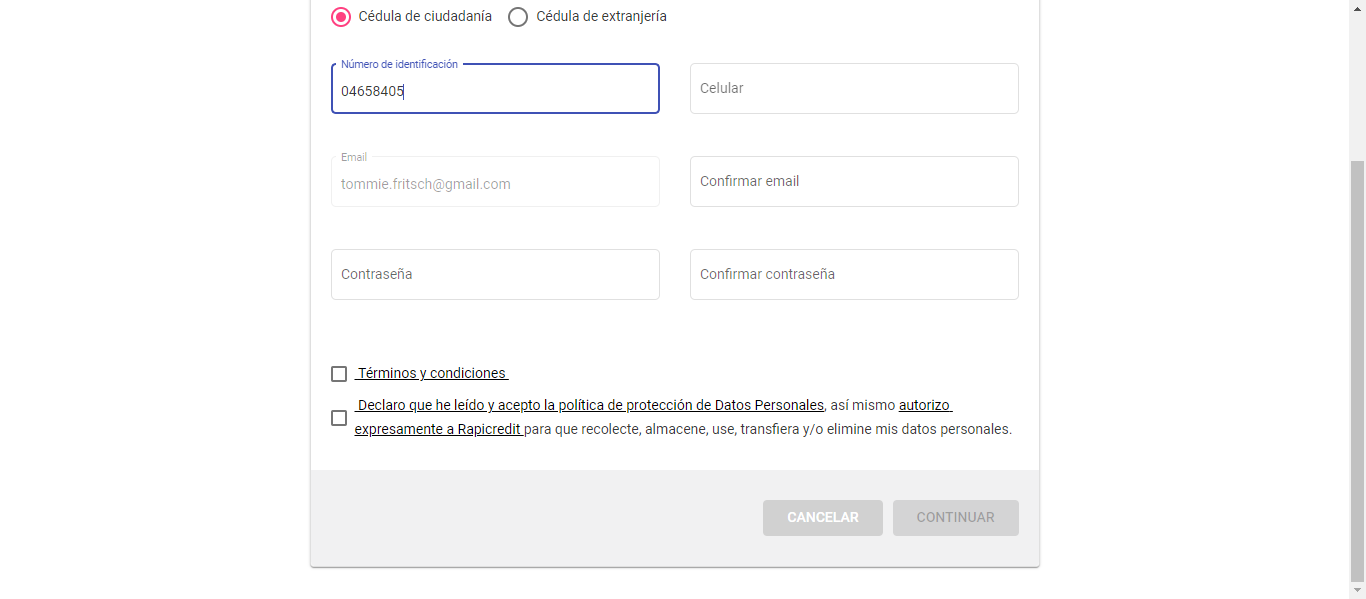 Cédula de ciudadanía Cédula de extranjería
Número de identificación
04658405
Celular
Email
tommie.fritsch@gmail.com
Confirmar email
Contraseña
Confirmar contraseña
Términos y condiciones
Declaro que he leído y acepto la política de protección de Datos Personales, así mismo autorizo
expresamente a Rapicredit para que recolecte, almacene, use, transfiera y/o elimine mis datos personales.
CANCELAR CONTINUAR